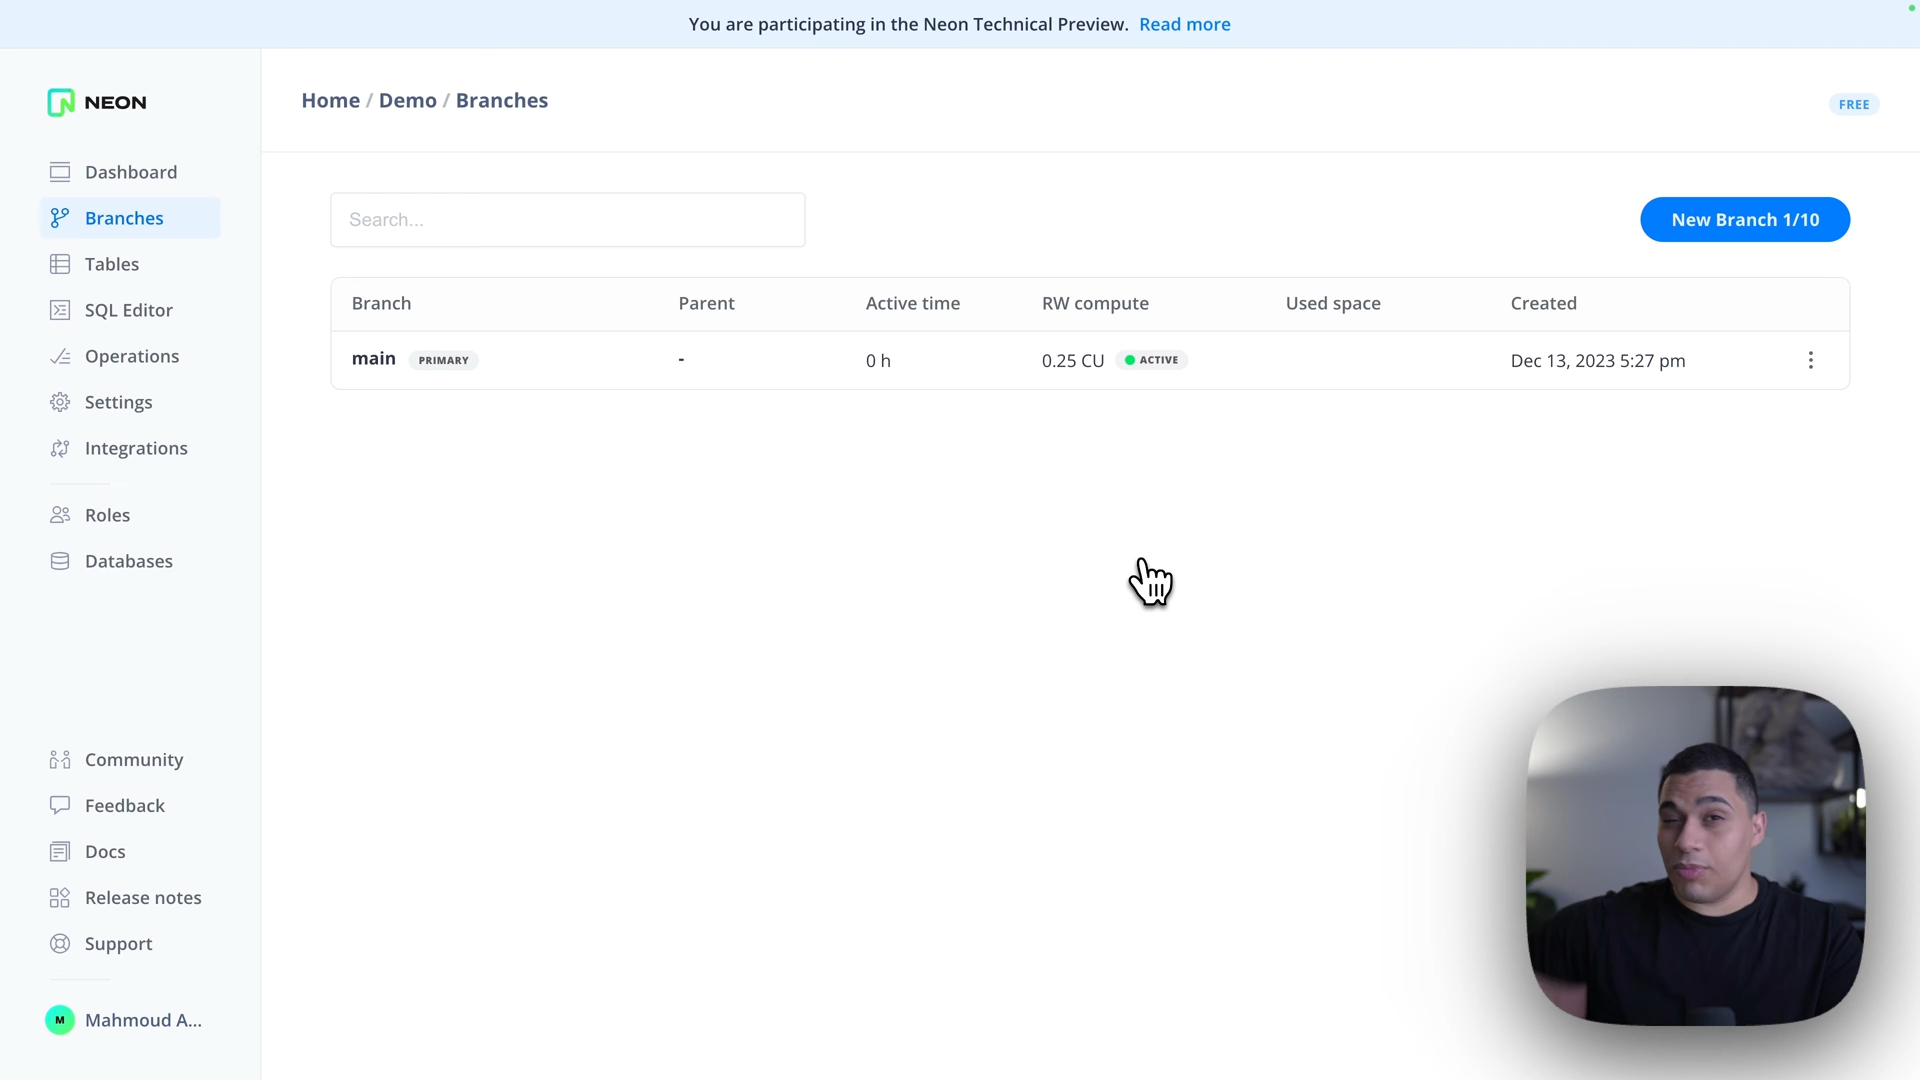 You are participating in the Neon Technical Preview. Read more
NEON
Home / Demo / Branches
FREE
Dashboard
Branches
Tables
SQL Editor
Operations
Settings
Integrations
Roles
Databases
Community
Feedback
Docs
Release notes
Support
M Mahmoud A...
Search...
New Branch 1/10
Branch Parent Active time RW compute Used space Created
main PRIMARY - 0 h 0.25 CU ACTIVE Dec 13, 2023 5:27 pm